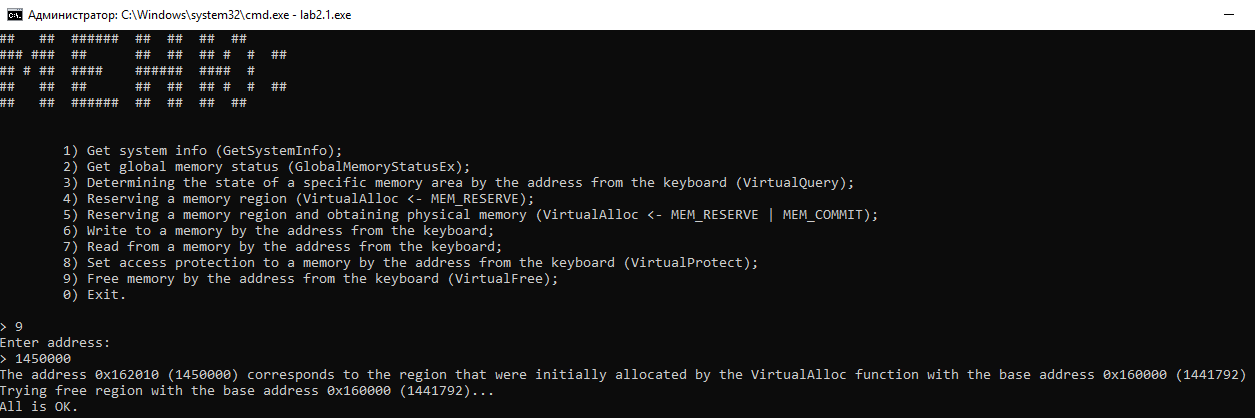 Администратор: C:\Windows\system32\cmd.exe - lab2.1.exe
##   ##  ######  ##  ##  ##  ##
### ###  ##      ##  ##  ## #  #  ##
## # ##  ####    ######  ####  #
##   ##  ##      ##  ##  ## #  #  ##
##   ##  ######  ##  ##  ##  ##
1) Get system info (GetSystemInfo);
2) Get global memory status (GlobalMemoryStatusEx);
3) Determining the state of a specific memory area by the address from the keyboard (VirtualQuery);
4) Reserving a memory region (VirtualAlloc <- MEM_RESERVE);
5) Reserving a memory region and obtaining physical memory (VirtualAlloc <- MEM_RESERVE | MEM_COMMIT);
6) Write to a memory by the address from the keyboard;
7) Read from a memory by the address from the keyboard;
8) Set access protection to a memory by the address from the keyboard (VirtualProtect);
9) Free memory by the address from the keyboard (VirtualFree);
0) Exit.
> 9
Enter address:
> 1450000
The address 0x162010 (1450000) corresponds to the region that were initially allocated by the VirtualAlloc function with the base address 0x160000 (1441792)
Trying free region with the base address 0x160000 (1441792)...
All is OK.